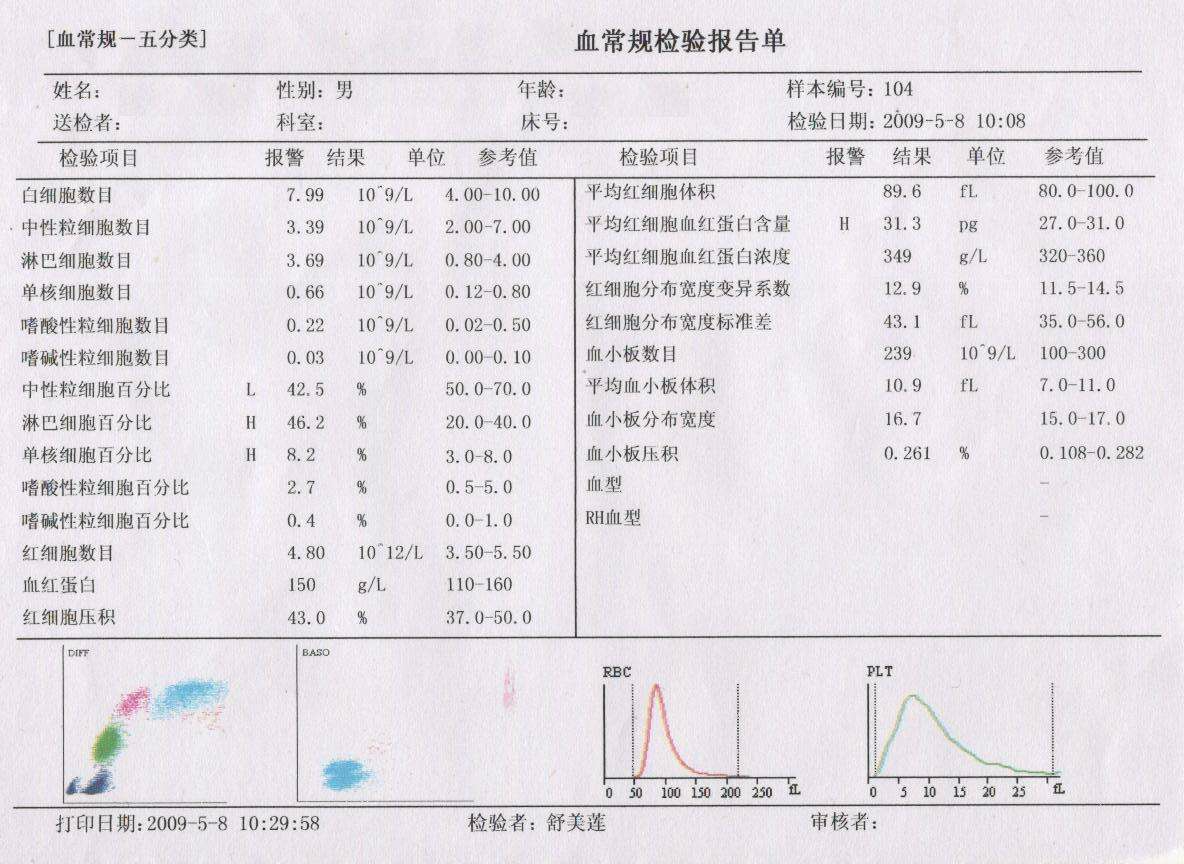 [血常规－五分类] 血常规检验报告单
姓名： 性别：男 年龄： 样本编号：104
送检者： 科室： 床号： 检验日期：2009-5-8 10:08
检验项目 报警 结果 单位 参考值 检验项目 报警 结果 单位 参考值
白细胞数目 7.99 10^9/L 4.00-10.00
中性粒细胞数目 3.39 10^9/L 2.00-7.00
淋巴细胞数目 3.69 10^9/L 0.80-4.00
单核细胞数目 0.66 10^9/L 0.12-0.80
嗜酸性粒细胞数目 0.22 10^9/L 0.02-0.50
嗜碱性粒细胞数目 0.03 10^9/L 0.00-0.10
中性粒细胞百分比 L 42.5 % 50.0-70.0
淋巴细胞百分比 H 46.2 % 20.0-40.0
单核细胞百分比 H 8.2 % 3.0-8.0
嗜酸性粒细胞百分比 2.7 % 0.5-5.0
嗜碱性粒细胞百分比 0.4 % 0.0-1.0
红细胞数目 4.80 10^12/L 3.50-5.50
血红蛋白 150 g/L 110-160
红细胞压积 43.0 % 37.0-50.0
平均红细胞体积 89.6 fL 80.0-100.0
平均红细胞血红蛋白含量 H 31.3 pg 27.0-31.0
平均红细胞血红蛋白浓度 349 g/L 320-360
红细胞分布宽度变异系数 12.9 % 11.5-14.5
红细胞分布宽度标准差 43.1 fL 35.0-56.0
血小板数目 239 10^9/L 100-300
平均血小板体积 10.9 fL 7.0-11.0
血小板分布宽度 16.7 15.0-17.0
血小板压积 0.261 % 0.108-0.282
血型 -
RH血型 -
DIFF
BASO
RBC
0 50 100 150 200 250 fL
PLT
0 5 10 15 20 25 fL
打印日期：2009-5-8 10:29:58 检验者：舒美莲 审核者：